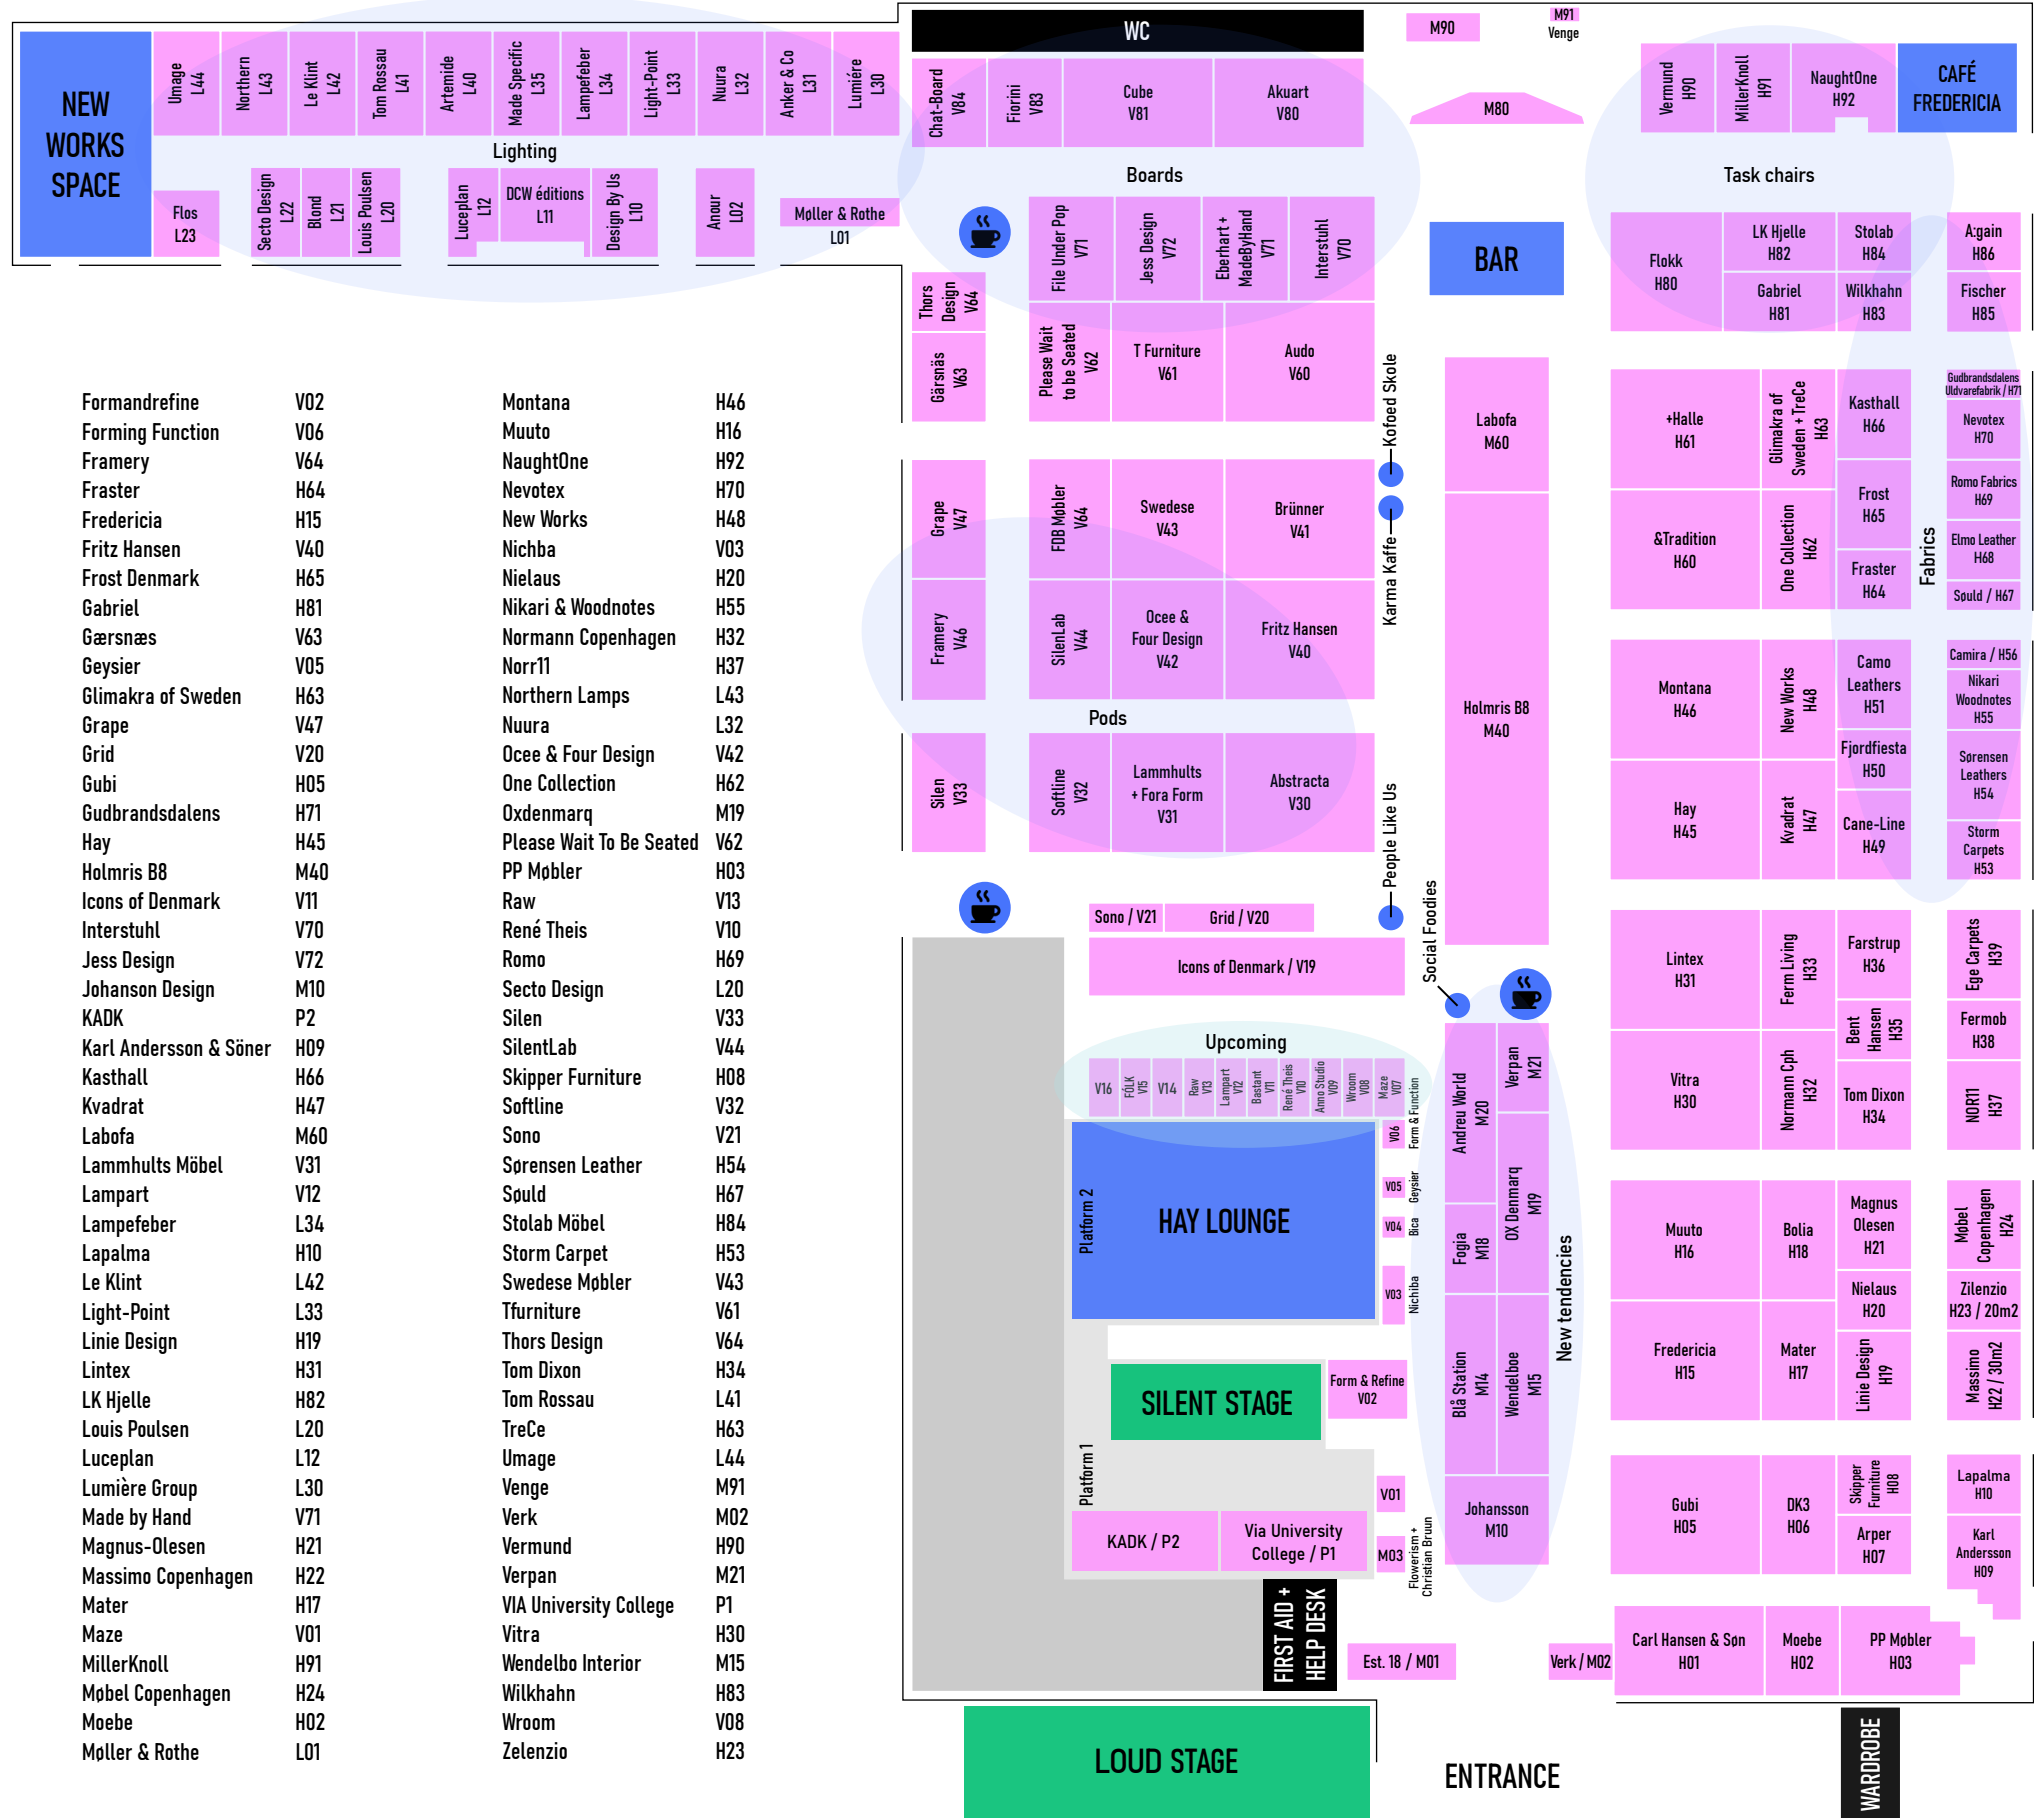 NEW
WORKS
SPACE
Umage
L44
Northern
L43
Le Klint
L42
Tom Rossau
L41
Artemide
L40
Made Specific
L35
Lampefeber
L34
Light-Point
L33
Nuura
L32
Anker & Co
L31
Lumiére
L30
Lighting
Flos
L23
Secto Design
L22
Blond
L21
Louis Poulsen
L20
Luceplan
L12
DCW éditions
L11
Design By Us
L10
Anour
L02
Møller & Rothe
L01
WC
Chat-Board
V84
Fiorini
V83
Cube
V81
Akuart
V80
Boards
File Under Pop
V71
Jess Design
V72
Eberhart +
MadeByHand
V71
Interstuhl
V70
Thors
Design
V64
Gärsnäs
V63
Please Wait
to be Seated
V62
T Furniture
V61
Audo
V60
M90
M91
Venge
M80
BAR
Vermund
H90
MillerKnoll
H91
NaughtOne
H92
CAFÉ
FREDERICIA
Task chairs
Flokk
H80
LK Hjelle
H82
Stolab
H84
Gabriel
H81
Wilkhahn
H83
A:gain
H86
Fischer
H85
Formandrefine V02
Forming Function V06
Framery V64
Fraster H64
Fredericia H15
Fritz Hansen V40
Frost Denmark H65
Gabriel H81
Gærsnæs V63
Geysier V05
Glimakra of Sweden H63
Grape V47
Grid V20
Gubi H05
Gudbrandsdalens H71
Hay H45
Holmris B8 M40
Icons of Denmark V11
Interstuhl V70
Jess Design V72
Johanson Design M10
KADK P2
Karl Andersson & Söner H09
Kasthall H66
Kvadrat H47
Labofa M60
Lammhults Möbel V31
Lampart V12
Lampefeber L34
Lapalma H10
Le Klint L42
Light-Point L33
Linie Design H19
Lintex H31
LK Hjelle H82
Louis Poulsen L20
Luceplan L12
Lumière Group L30
Made by Hand V71
Magnus-Olesen H21
Massimo Copenhagen H22
Mater H17
Maze V01
MillerKnoll H91
Møbel Copenhagen H24
Moebe H02
Møller & Rothe L01
Montana H46
Muuto H16
NaughtOne H92
Nevotex H70
New Works H48
Nichba V03
Nielaus H20
Nikari & Woodnotes H55
Normann Copenhagen H32
Norr11 H37
Northern Lamps L43
Nuura L32
Ocee & Four Design V42
One Collection H62
Oxdenmarq M19
Please Wait To Be Seated V62
PP Møbler H03
Raw V13
René Theis V10
Romo H69
Secto Design L20
Silen V33
SilentLab V44
Skipper Furniture H08
Softline V32
Sono V21
Sørensen Leather H54
Søuld H67
Stolab Möbel H84
Storm Carpet H53
Swedese Møbler V43
Tfurniture V61
Thors Design V64
Tom Dixon H34
Tom Rossau L41
TreCe H63
Umage L44
Venge M91
Verk M02
Vermund H90
Verpan M21
VIA University College P1
Vitra H30
Wendelbo Interior M15
Wilkhahn H83
Wroom V08
Zelenzio H23
Grape
V47
FDB Møbler
V64
Swedese
V43
Brünner
V41
Framery
V46
SilenLab
V44
Ocee &
Four Design
V42
Fritz Hansen
V40
Pods
Silen
V33
Softline
V32
Lammhults
+ Fora Form
V31
Abstracta
V30
Kofoed Skole
Karma Kaffe
People Like Us
Social Foodies
Labofa
M60
Holmris B8
M40
Sono / V21
Grid / V20
Icons of Denmark / V19
Upcoming
V16
FÓLK
V15
V14
Raw
V13
Lampart
V12
Bastant
V11
René Theis
V10
Anno Studio
V09
Wroom
V08
Maze
V07
V06
Form & Function
V05
Geysier
V04
Bica
V03
Nichiba
Platform 2
HAY LOUNGE
SILENT STAGE
Form & Refine
V02
Platform 1
V01
KADK / P2
Via University
College / P1
M03
Flowerism +
Christian Bruun
FIRST AID +
HELP DESK
Est. 18 / M01
Verk / M02
LOUD STAGE
ENTRANCE
WARDROBE
Andreu World
M20
Verpan
M21
Fogia
M18
OX Denmarq
M19
Blå Station
M14
Wendelboe
M15
Johansson
M10
New tendencies
+Halle
H61
Glimakra of
Sweden + TreCe
H63
Kasthall
H66
&Tradition
H60
One Collection
H62
Frost
H65
Fraster
H64
Fabrics
Gudbrandsdalens
Uldvarefabrik / H71
Nevotex
H70
Romo Fabrics
H69
Elmo Leather
H68
Søuld / H67
Montana
H46
New Works
H48
Camo
Leathers
H51
Fjordfiesta
H50
Hay
H45
Kvadrat
H47
Cane-Line
H49
Camira / H56
Nikari
Woodnotes
H55
Sørensen
Leathers
H54
Storm
Carpets
H53
Lintex
H31
Ferm Living
H33
Farstrup
H36
Bent
Hansen
H35
Vitra
H30
Normann Cph
H32
Tom Dixon
H34
Ege Carpets
H39
Fermob
H38
NOR11
H37
Muuto
H16
Bolia
H18
Magnus
Olesen
H21
Nielaus
H20
Fredericia
H15
Mater
H17
Linie Design
H19
Møbel
Copenhagen
H24
Zilenzio
H23 / 20m2
Massimo
H22 / 30m2
Gubi
H05
DK3
H06
Skipper
Furniture
H08
Arper
H07
Lapalma
H10
Karl
Andersson
H09
Carl Hansen & Søn
H01
Moebe
H02
PP Møbler
H03